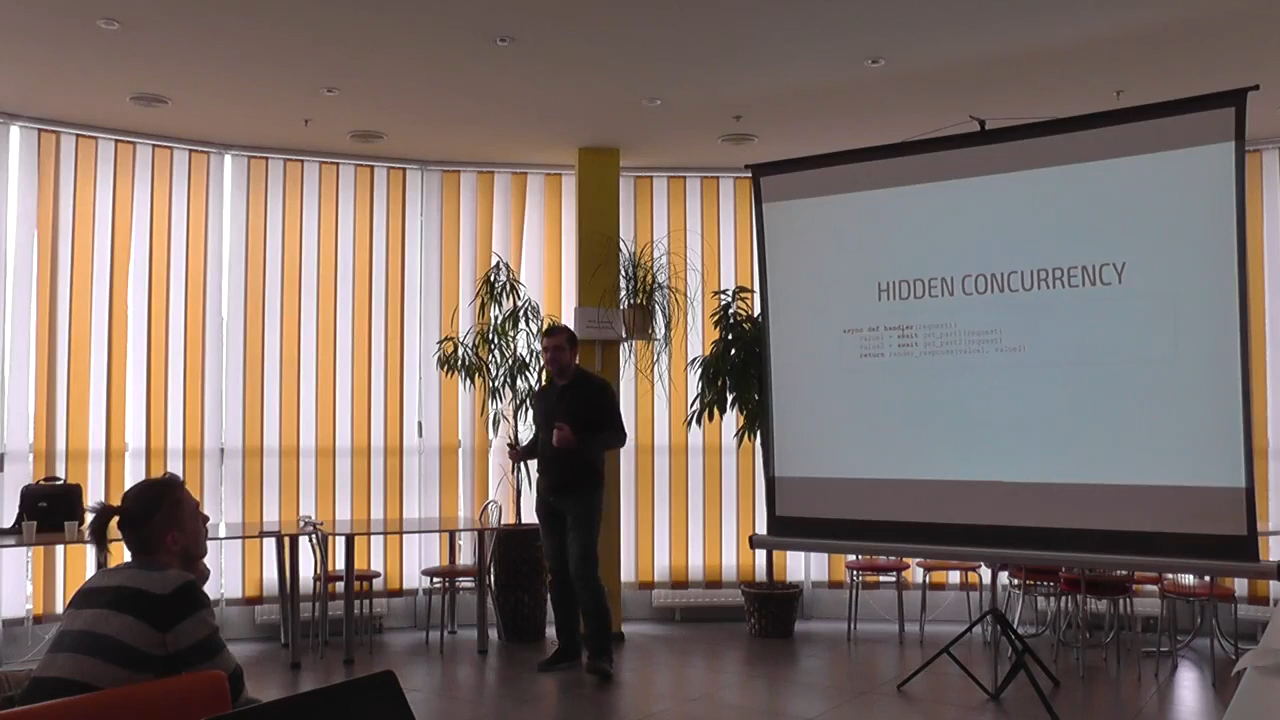 HIDDEN CONCURRENCY
async def handler(request):
value1 = await get_part1(request)
value2 = await get_part2(request)
return render_response(value1, value2)